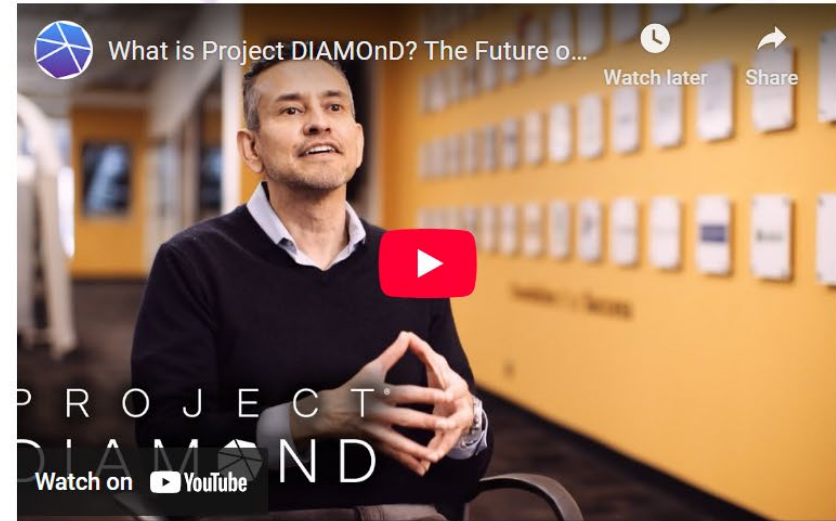 What is Project DIAMOnD? The Future o...
Watch later
Share
PROJECT®
DIAMOND
Watch on YouTube